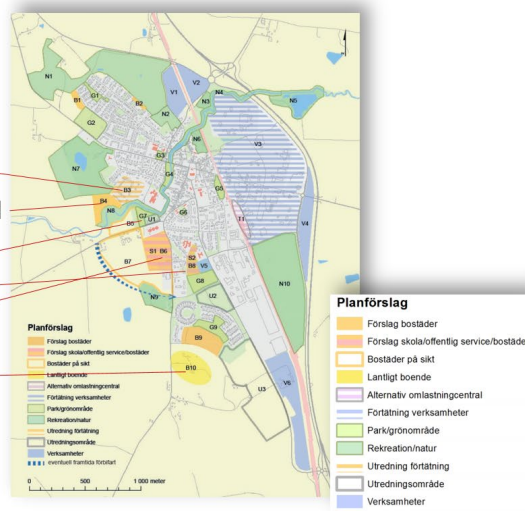 N1
B1
G1
G2
B2
V1
V2
N2
N3
N4
N5
V3
N6
G3
G4
G5
N7
B3
B4
N8
G7
U1
G6
T1
V4
B5
B7
S1 B6
S2
B8
V5
G8
N10
N9
U2
G9
B9
B10
U3
V6
Planförslag
Förslag bostäder
Förslag skola/offentlig service/bostäder
Bostäder på sikt
Lantligt boende
Alternativ omlastningcentral
Förtätning verksamheter
Park/grönområde
Rekreation/natur
Utredning förtätning
Utredningsområde
Verksamheter
eventuell framtida förbifart
0 500 1 000 meter
Planförslag
Förslag bostäder
Förslag skola/offentlig service/bostäde
Bostäder på sikt
Lantligt boende
Alternativ omlastningcentral
Förtätning verksamheter
Park/grönområde
Rekreation/natur
Utredning förtätning
Utredningsområde
Verksamheter